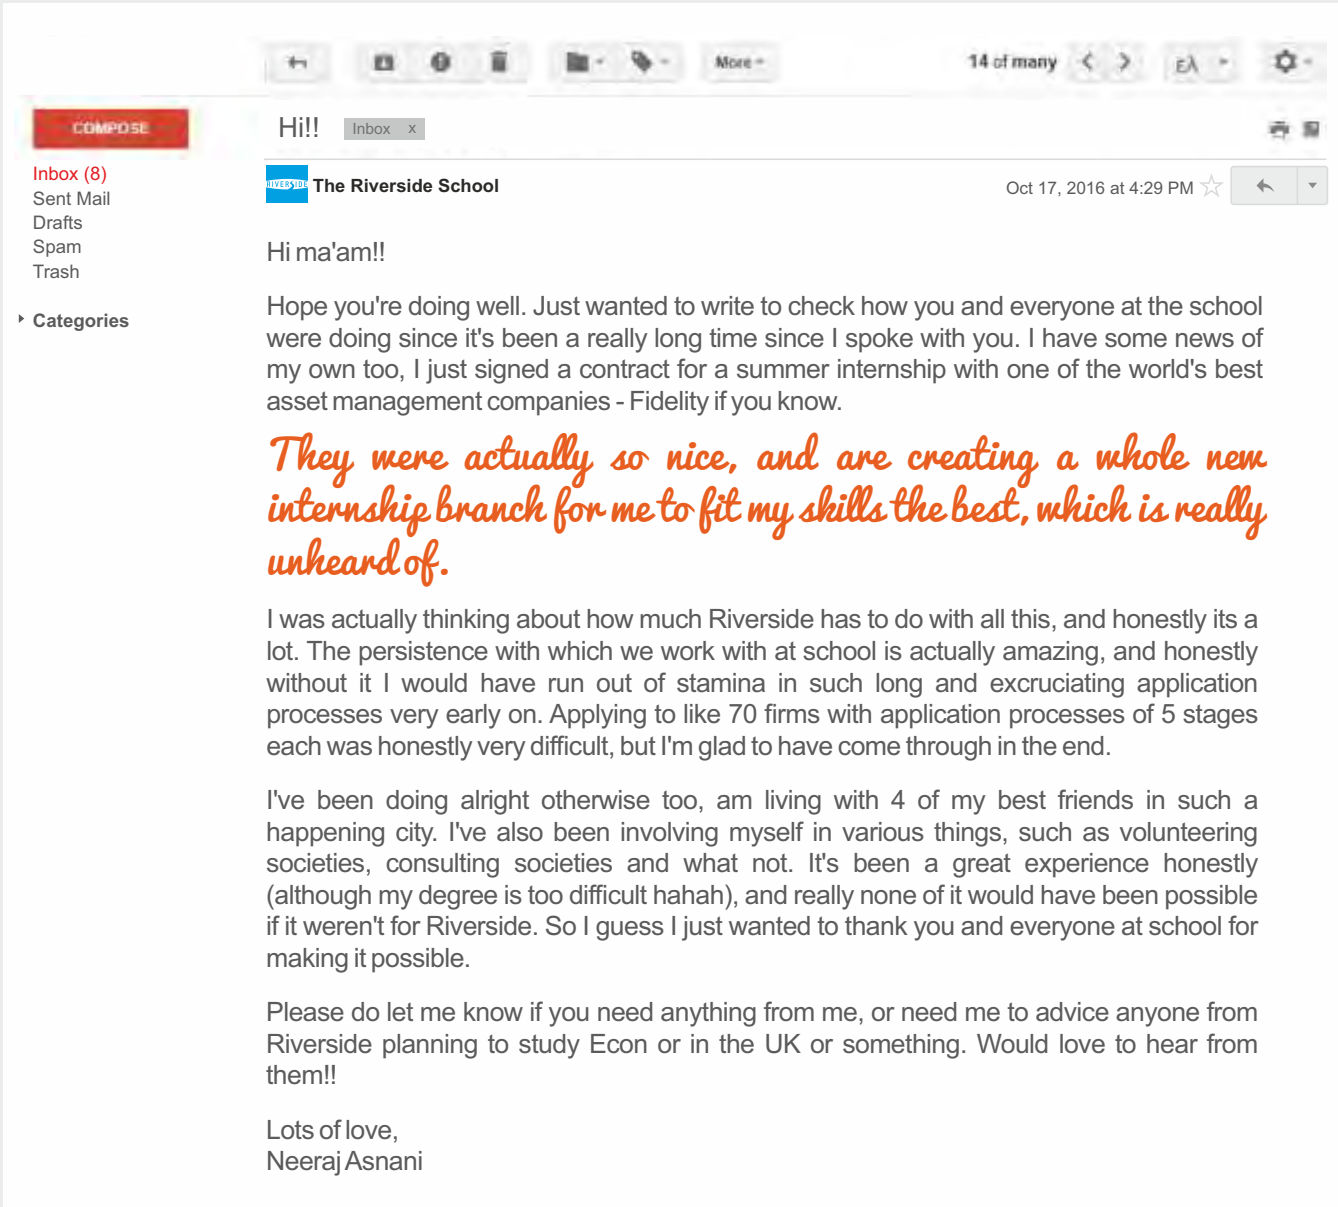 More
14 of many
ελ
COMPOSE
Hi!!
Inbox x
Inbox (8)
Sent Mail
Drafts
Spam
Trash
Categories
RIVERSIDE
The Riverside School
Oct 17, 2016 at 4:29 PM
Hi ma'am!!
Hope you're doing well. Just wanted to write to check how you and everyone at the school
were doing since it's been a really long time since I spoke with you. I have some news of
my own too, I just signed a contract for a summer internship with one of the world's best
asset management companies - Fidelity if you know.
They were actually so nice, and are creating a whole new
internship branch for me to fit my skills the best, which is really
unheard of.
I was actually thinking about how much Riverside has to do with all this, and honestly its a
lot. The persistence with which we work with at school is actually amazing, and honestly
without it I would have run out of stamina in such long and excruciating application
processes very early on. Applying to like 70 firms with application processes of 5 stages
each was honestly very difficult, but I'm glad to have come through in the end.
I've been doing alright otherwise too, am living with 4 of my best friends in such a
happening city. I've also been involving myself in various things, such as volunteering
societies, consulting societies and what not. It's been a great experience honestly
(although my degree is too difficult hahah), and really none of it would have been possible
if it weren't for Riverside. So I guess I just wanted to thank you and everyone at school for
making it possible.
Please do let me know if you need anything from me, or need me to advice anyone from
Riverside planning to study Econ or in the UK or something. Would love to hear from
them!!
Lots of love,
Neeraj Asnani